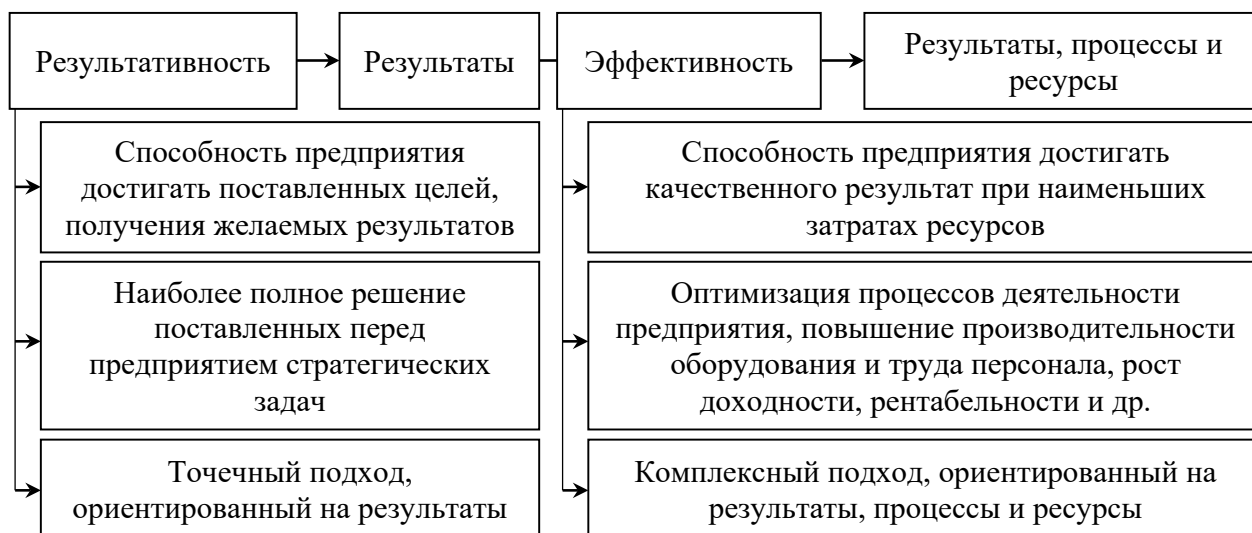 Результативность
Результаты
Эффективность
Результаты, процессы и
ресурсы
Способность предприятия
достигать поставленных целей,
получения желаемых результатов
Способность предприятия достигать
качественного результат при наименьших
затратах ресурсов
Наиболее полное решение
поставленных перед
предприятием стратегических
задач
Оптимизация процессов деятельности
предприятия, повышение производительности
оборудования и труда персонала, рост
доходности, рентабельности и др.
Точечный подход,
ориентированный на результаты
Комплексный подход, ориентированный на
результаты, процессы и ресурсы